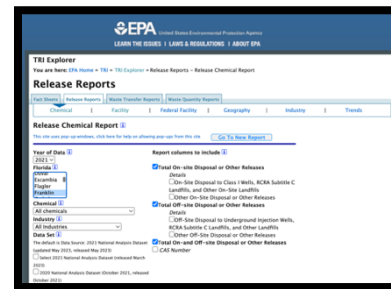 EPA United States Environmental Protection Agency
LEARN THE ISSUES | LAWS & REGULATIONS | ABOUT EPA
TRI Explorer
You are here: EPA Home » TRI » TRI Explorer » Release Reports » Release Chemical Report
Release Reports
Fact Sheets Release Reports Waste Transfer Reports Waste Quantity Reports
Chemical | Facility | Federal Facility | Geography | Industry | Trends
Release Chemical Report
This site uses pop-up windows, click here for help on allowing pop-ups from this site
Go To New Report
Year of Data
2021
Florida
Duval
Escambia
Flagler
Franklin
Chemical
All chemicals
Industry
All Industries
Data Set
The default is Data Source: 2021 National Analysis Dataset
(updated May 2023, released May 2023)
Select 2021 National Analysis Dataset (released March
2023)
2020 National Analysis Dataset (October 2021, released
October 2021)
Report columns to include
Total On-site Disposal or Other Releases
Details
On-Site Disposal to Class I Wells, RCRA Subtitle C
Landfills, and Other On-Site Landfills
Other On-Site Disposal or Other Releases
Total Off-site Disposal or Other Releases
Details
Off-Site Disposal to Underground Injection Wells,
RCRA Subtitle C Landfills, and Other Landfills
Other Off-Site Disposal or Other Releases
Total On- and Off-site Disposal or Other Releases
CAS Number